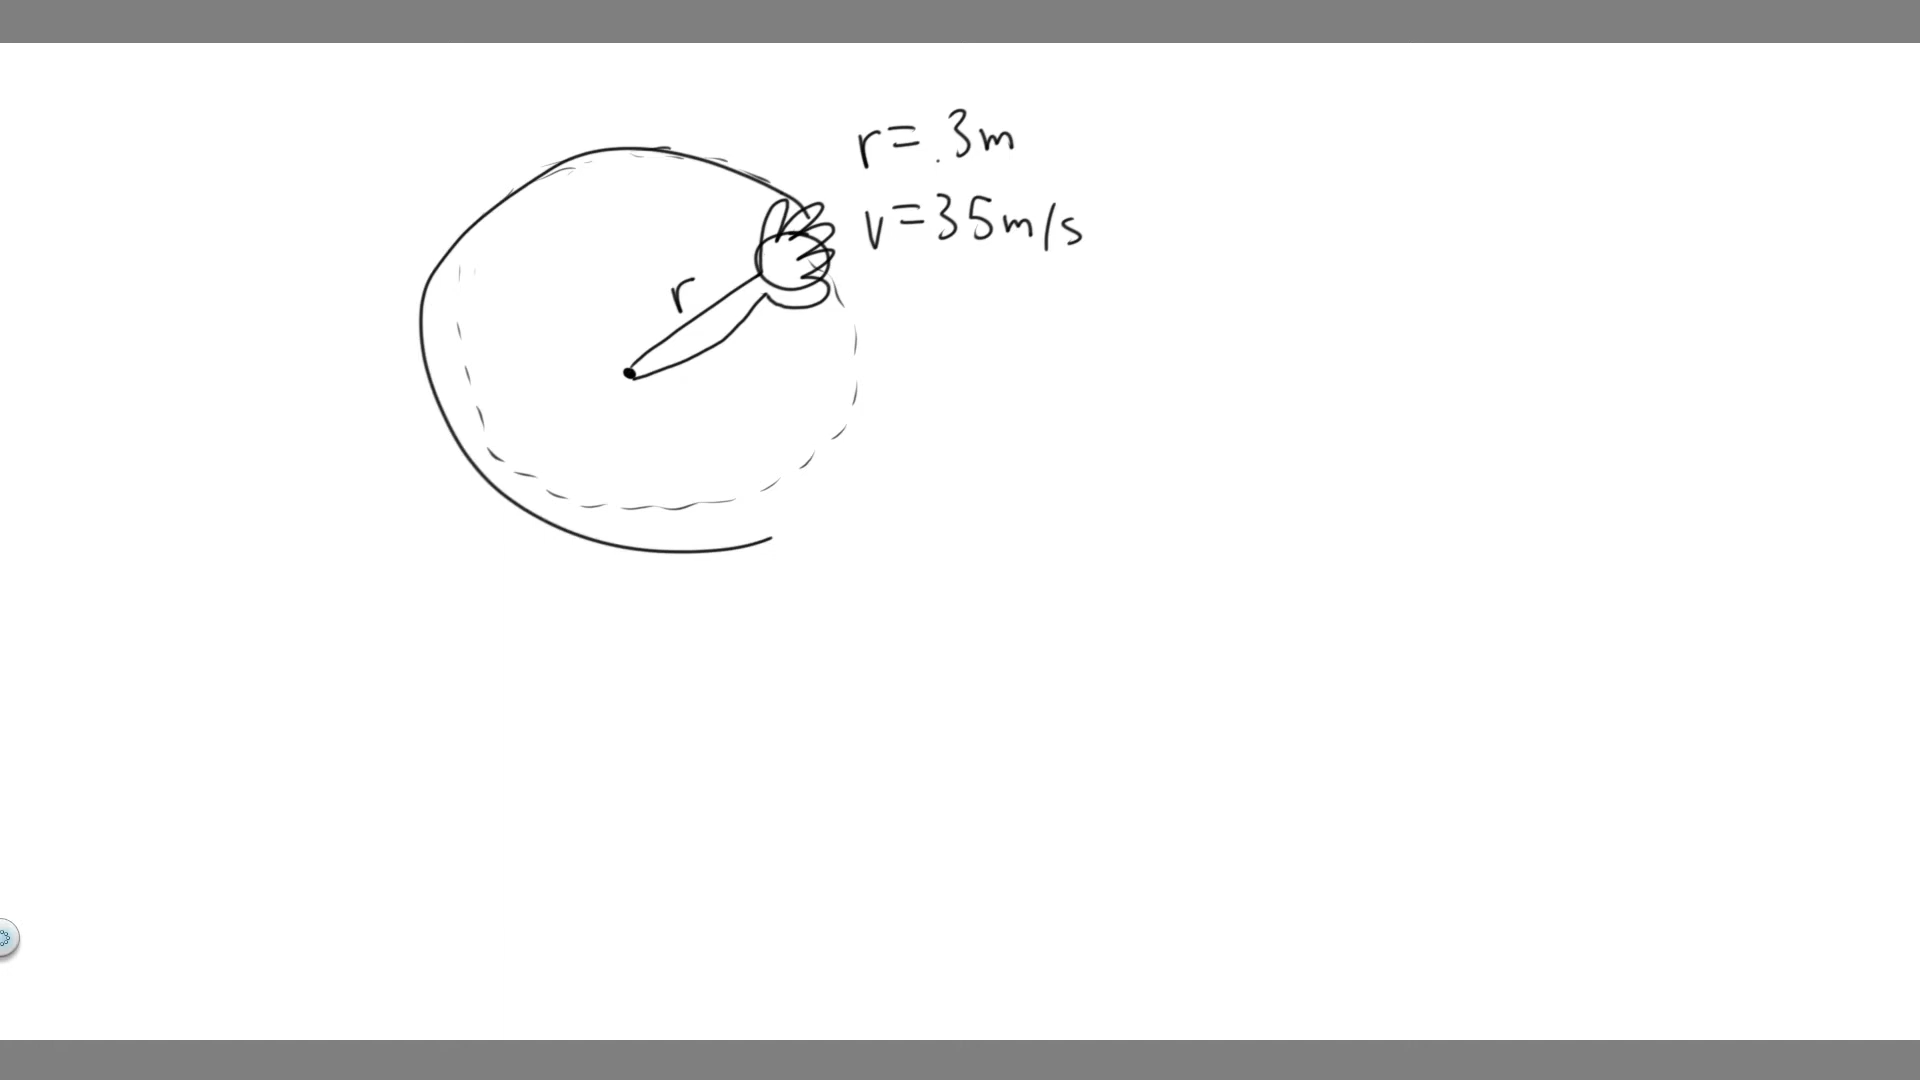 r = .3m
v = 35m/s
r